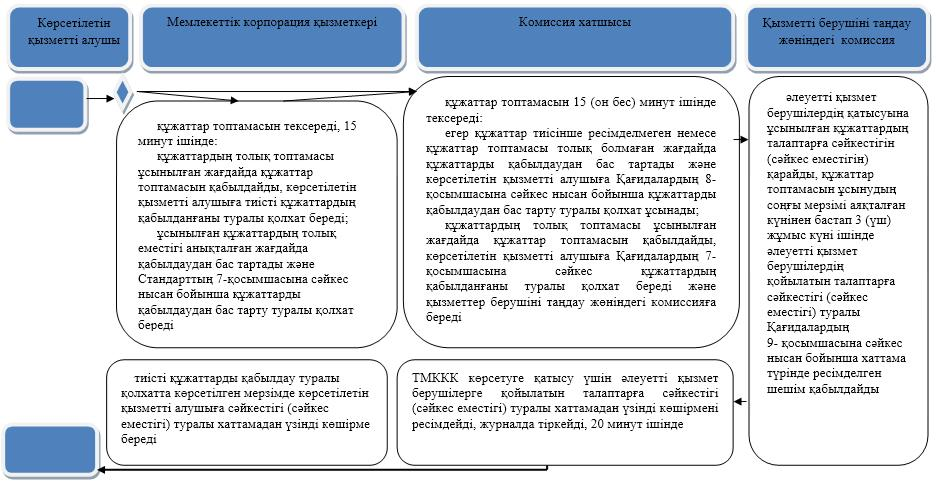 Көрсетілетін
қызметті алушы
Мемлекеттік корпорация қызметкері
Комиссия хатшысы
Қызметті берушіні таңдау
жөніндегі комиссия
құжаттар топтамасын тексереді, 15
минут ішінде:
құжаттардың толық топтамасы
ұсынылған жағдайда құжаттар
топтамасын қабылдайды, көрсетілетін
қызметті алушыға тиісті құжаттардың
қабылданғаны туралы қолхат береді;
ұсынылған құжаттардың толық
еместігі анықталған жағдайда
қабылдаудан бас тартады және
Стандарттың 7-қосымшасына сәйкес
нысан бойынша құжаттарды
қабылдаудан бас тарту туралы қолхат
береді
құжаттар топтамасын 15 (он бес) минут ішінде
тексереді:
егер құжаттар тиісінше ресімделмеген немесе
құжаттар топтамасы толық болмаған жағдайда
құжаттарды қабылдаудан бас тартады және
көрсетілетін қызметті алушыға Қағидалардың 8-
қосымшасына сәйкес нысан бойынша құжаттарды
қабылдаудан бас тарту туралы қолхат ұсынады;
құжаттардың толық топтамасы ұсынылған
жағдайда құжаттар топтамасын қабылдайды,
көрсетілетін қызметті алушыға Қағидалардың 7-
қосымшасына сәйкес құжаттардың
қабылданғаны туралы қолхат береді және
қызметтер берушіні таңдау жөніндегі комиссияға
береді
әлеуетті қызмет
берушілердің қатысуына
ұсынылған құжаттардың
талаптарға сәйкестігін
(сәйкес еместігін)
қарайды, құжаттар
топтамасын ұсынудың
соңғы мерзімі аяқталған
күнінен бастап 3 (үш)
жұмыс күні ішінде
әлеуетті қызмет
берушілердің
қойылатын талаптарға
сәйкестігі (сәйкес
еместігі) туралы
Қағидалардың
9- қосымшасына сәйкес
нысан бойынша хаттама
түрінде ресімделген
шешім қабылдайды
тиісті құжаттарды қабылдау туралы
қолхатта көрсетілген мерзімде көрсетілетін
қызметті алушыға сәйкестігі (сәйкес
еместігі) туралы хаттамадан үзінді көшірме
береді
ТМККК көрсетуге қатысу үшін әлеуетті қызмет
берушілерге қойылатын талаптарға сәйкестігі
(сәйкес еместігі) туралы хаттамадан үзінді көшірмені
ресімдейді, журналда тіркейді, 20 минут ішінде